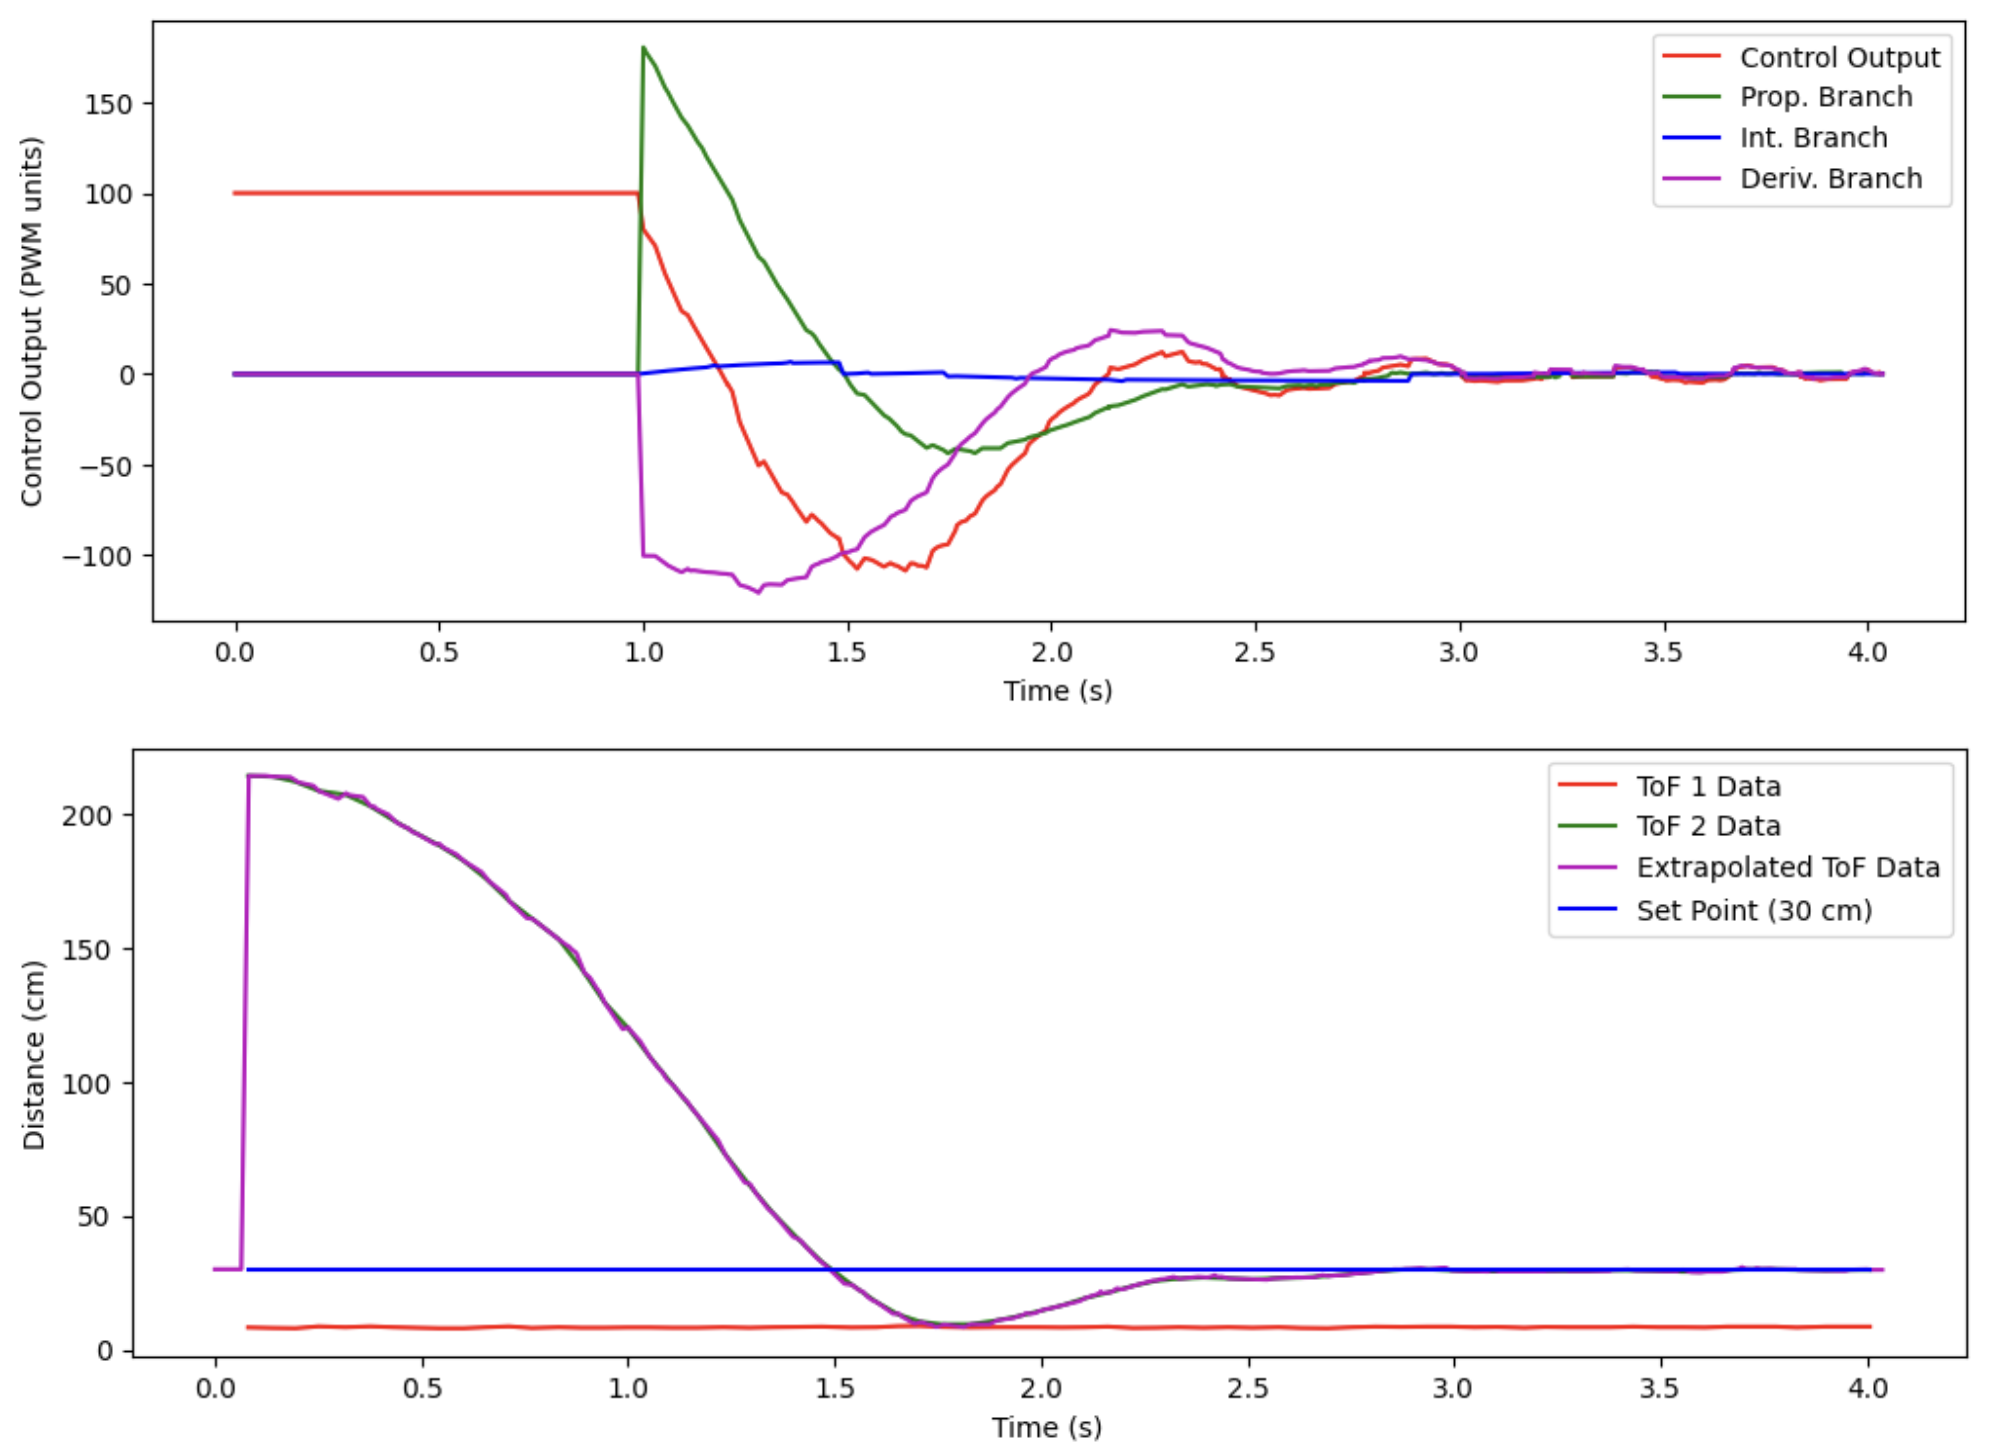 Control Output (PWM units)
150
100
50
0
−50
−100
Control Output
Prop. Branch
Int. Branch
Deriv. Branch
0.0 0.5 1.0 1.5 2.0 2.5 3.0 3.5 4.0
Time (s)
Distance (cm)
200
150
100
50
0
ToF 1 Data
ToF 2 Data
Extrapolated ToF Data
Set Point (30 cm)
0.0 0.5 1.0 1.5 2.0 2.5 3.0 3.5 4.0
Time (s)